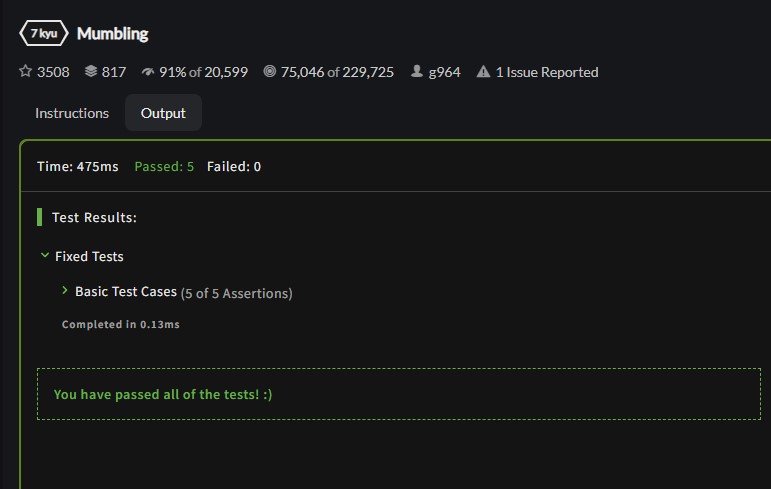 7 kyu Mumbling
3508 817 91% of 20,599 75,046 of 229,725 g964 1 Issue Reported
Instructions Output
Time: 475ms Passed: 5 Failed: 0
Test Results:
Fixed Tests
Basic Test Cases (5 of 5 Assertions)
Completed in 0.13ms
You have passed all of the tests! :)